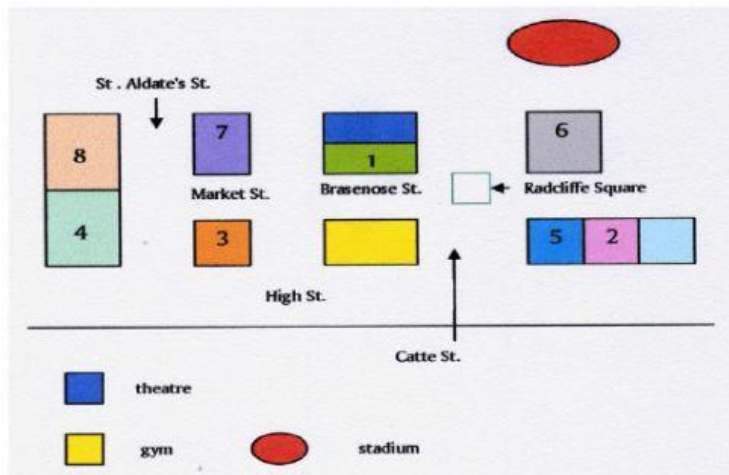 St . Aldate's St.
8
7
1
6
Market St.
Brasenose St.
Radcliffe Square
4
3
5 2
High St.
Catte St.
theatre
gym
stadium